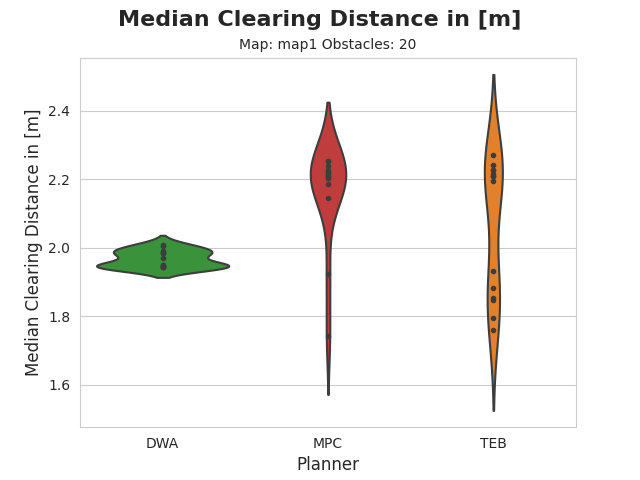 Median Clearing Distance in [m]
Map: map1 Obstacles: 20
Median Clearing Distance in [m]
2.4
2.2
2.0
1.8
1.6
DWA
MPC
TEB
Planner